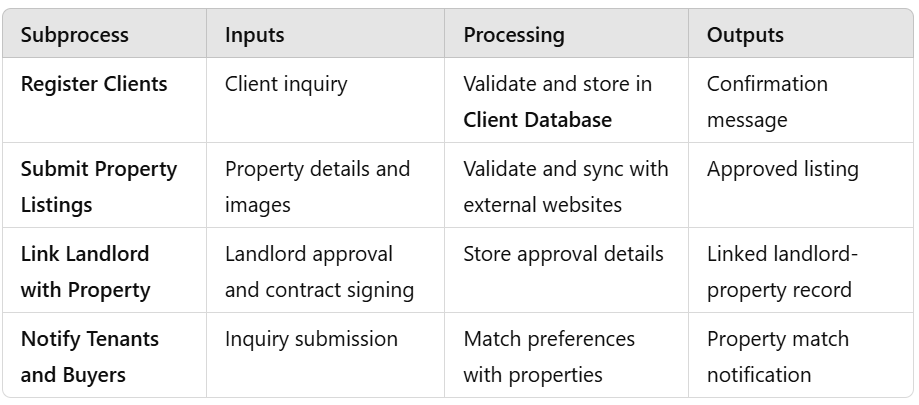 Subprocess Inputs Processing Outputs
Register Clients Client inquiry Validate and store in Confirmation
Client Database message
Submit Property Property details and Validate and sync with Approved listing
Listings images external websites
Link Landlord Landlord approval Store approval details Linked landlord-
with Property and contract signing property record
Notify Tenants Inquiry submission Match preferences Property match
and Buyers with properties notification